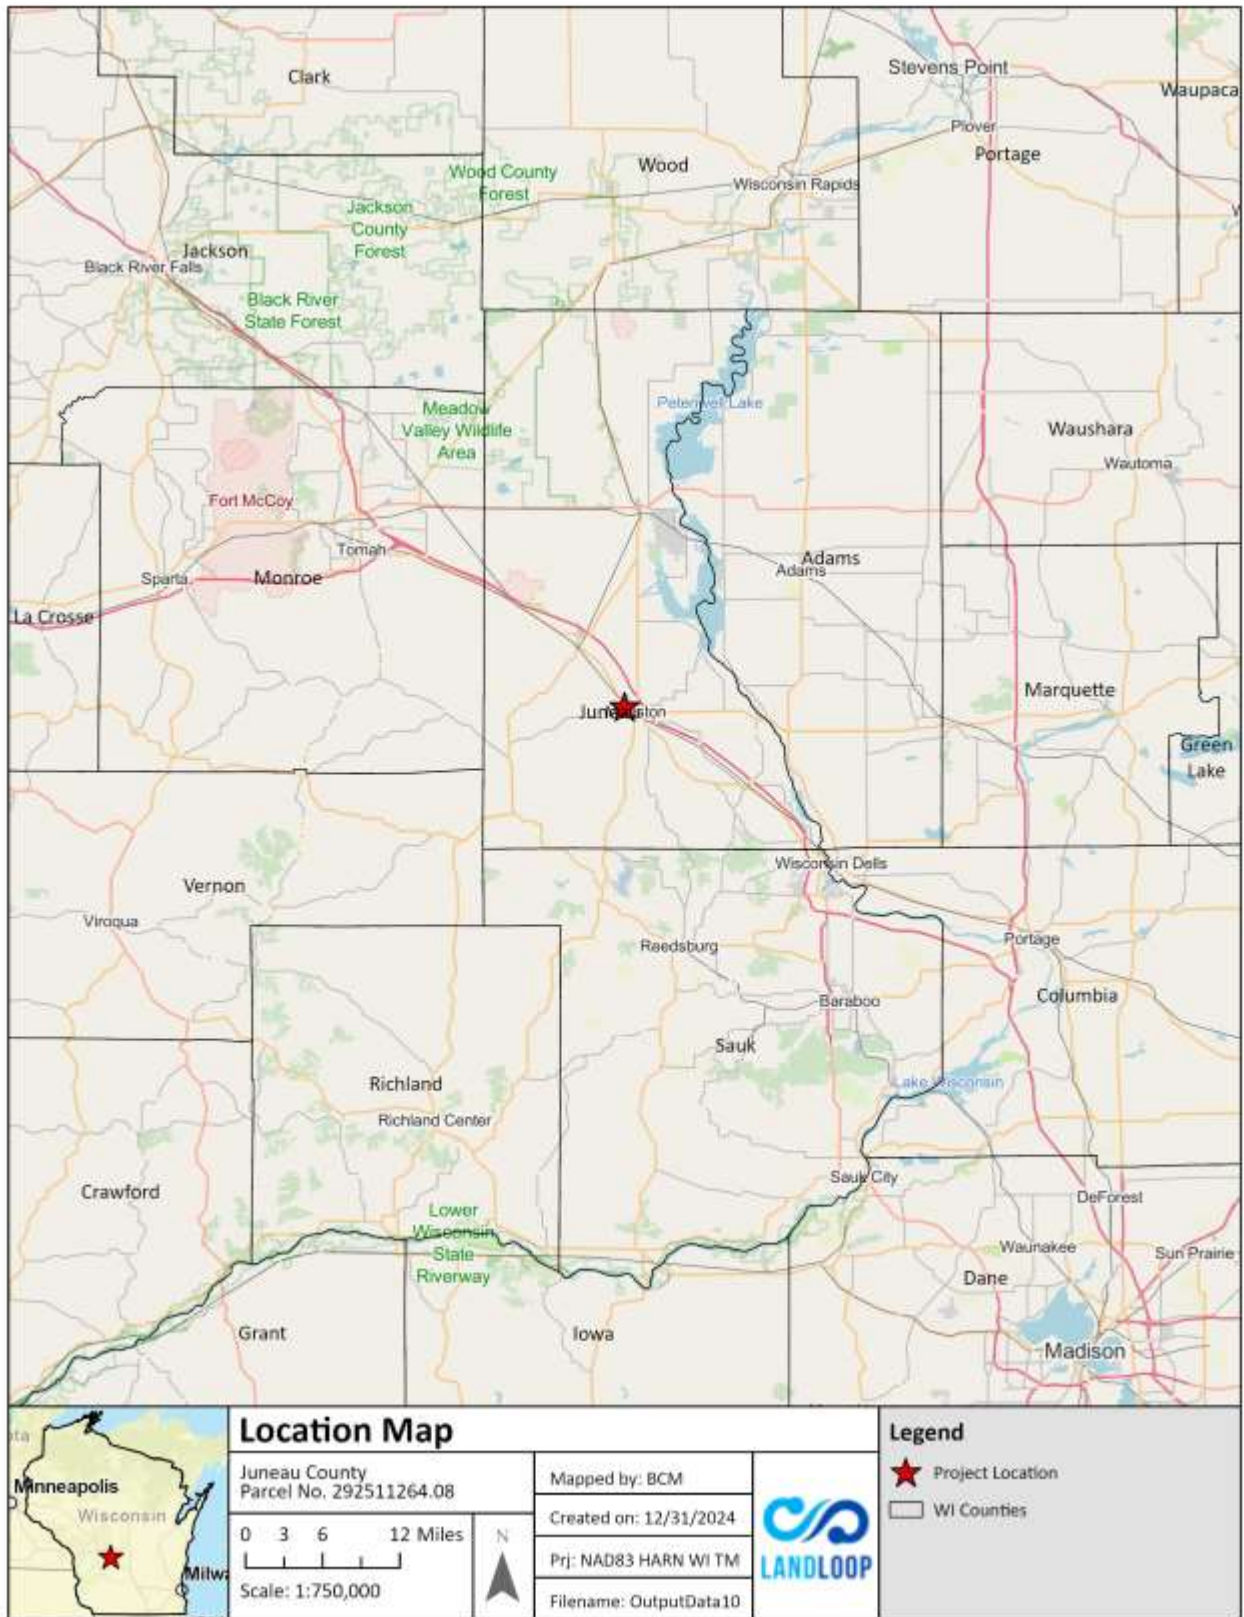 Clark
Stevens Point
Waupaca
Plover
Portage
Wood
Wood County
Forest
Wisconsin Rapids
Jackson
County
Forest
Jackson
Black River Falls
Black River
State Forest
Petenwell Lake
Meadow
Valley Wildlife
Area
Waushara
Wautoma
Fort McCoy
Tomah
Sparta
Monroe
Adams
Adams
La Crosse
Marquette
Green
Lake
Wisconsin Dells
Vernon
Viroqua
Reedsburg
Portage
Baraboo
Columbia
Sauk
Richland
Lake Wisconsin
Richland Center
Sauk City
Crawford
DeForest
Lower
Wisconsin
State
Riverway
Waunakee
Sun Prairie
Dane
Grant
Iowa
Madison
Minneapolis
Wisconsin
Milwa
Location Map
Juneau County
Parcel No. 292511264.08
0 3 6 12 Miles
Scale: 1:750,000
N
Mapped by: BCM
Created on: 12/31/2024
Prj: NAD83 HARN WI TM
Filename: OutputData10
LANDLOOP
Legend
Project Location
WI Counties